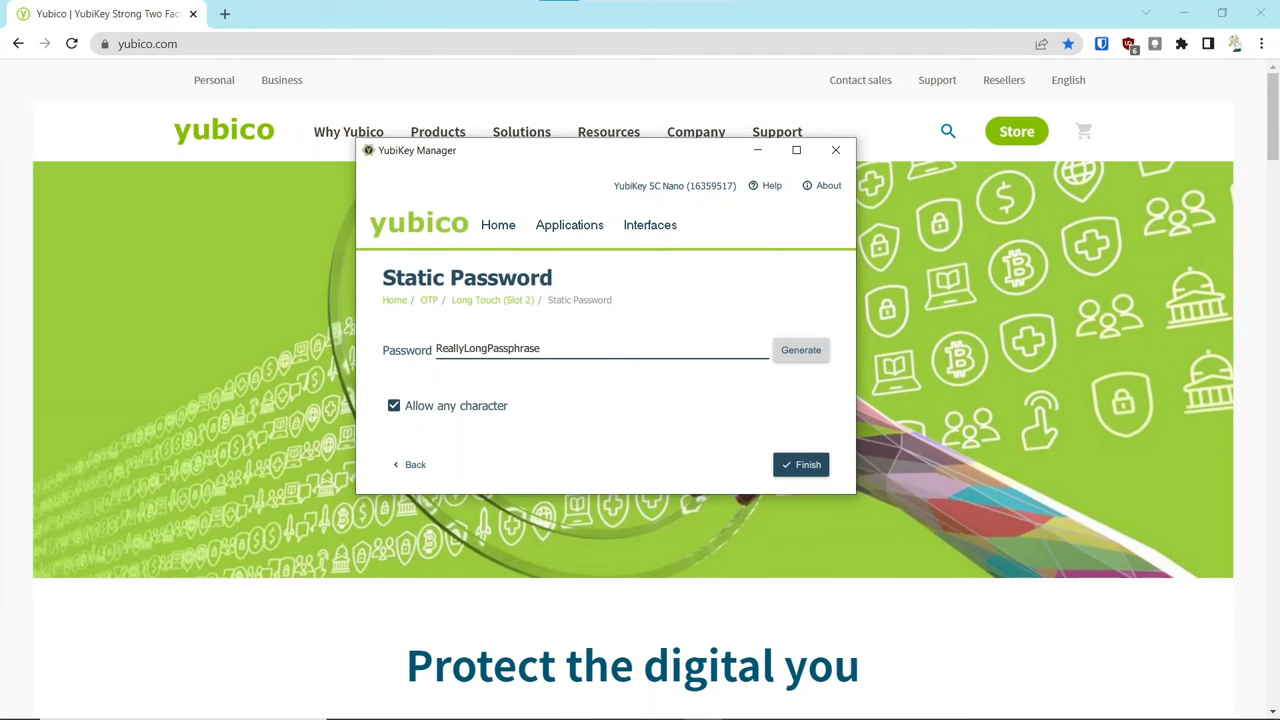 Yubico | YubiKey Strong Two Fact
yubico.com
6
Personal Business Contact sales Support Resellers English
yubico Why Yubico Products Solutions Resources Company Support Store
YubiKey Manager
YubiKey 5C Nano (16359517) Help About
yubico Home Applications Interfaces
Static Password
Home / OTP / Long Touch (Slot 2) / Static Password
Password ReallyLongPassphrase Generate
Allow any character
Back Finish
Protect the digital you